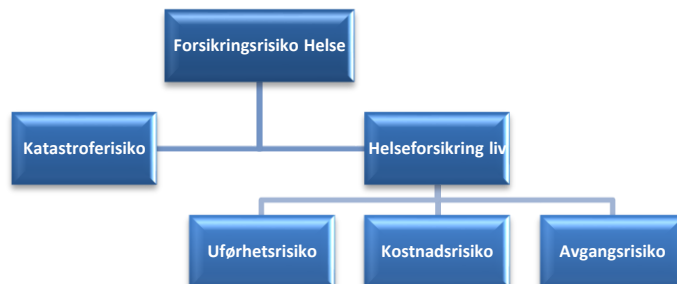 Forsikringsrisiko Helse
Katastroferisiko
Helseforsikring liv
Uførhetsrisiko
Kostnadsrisiko
Avgangsrisiko